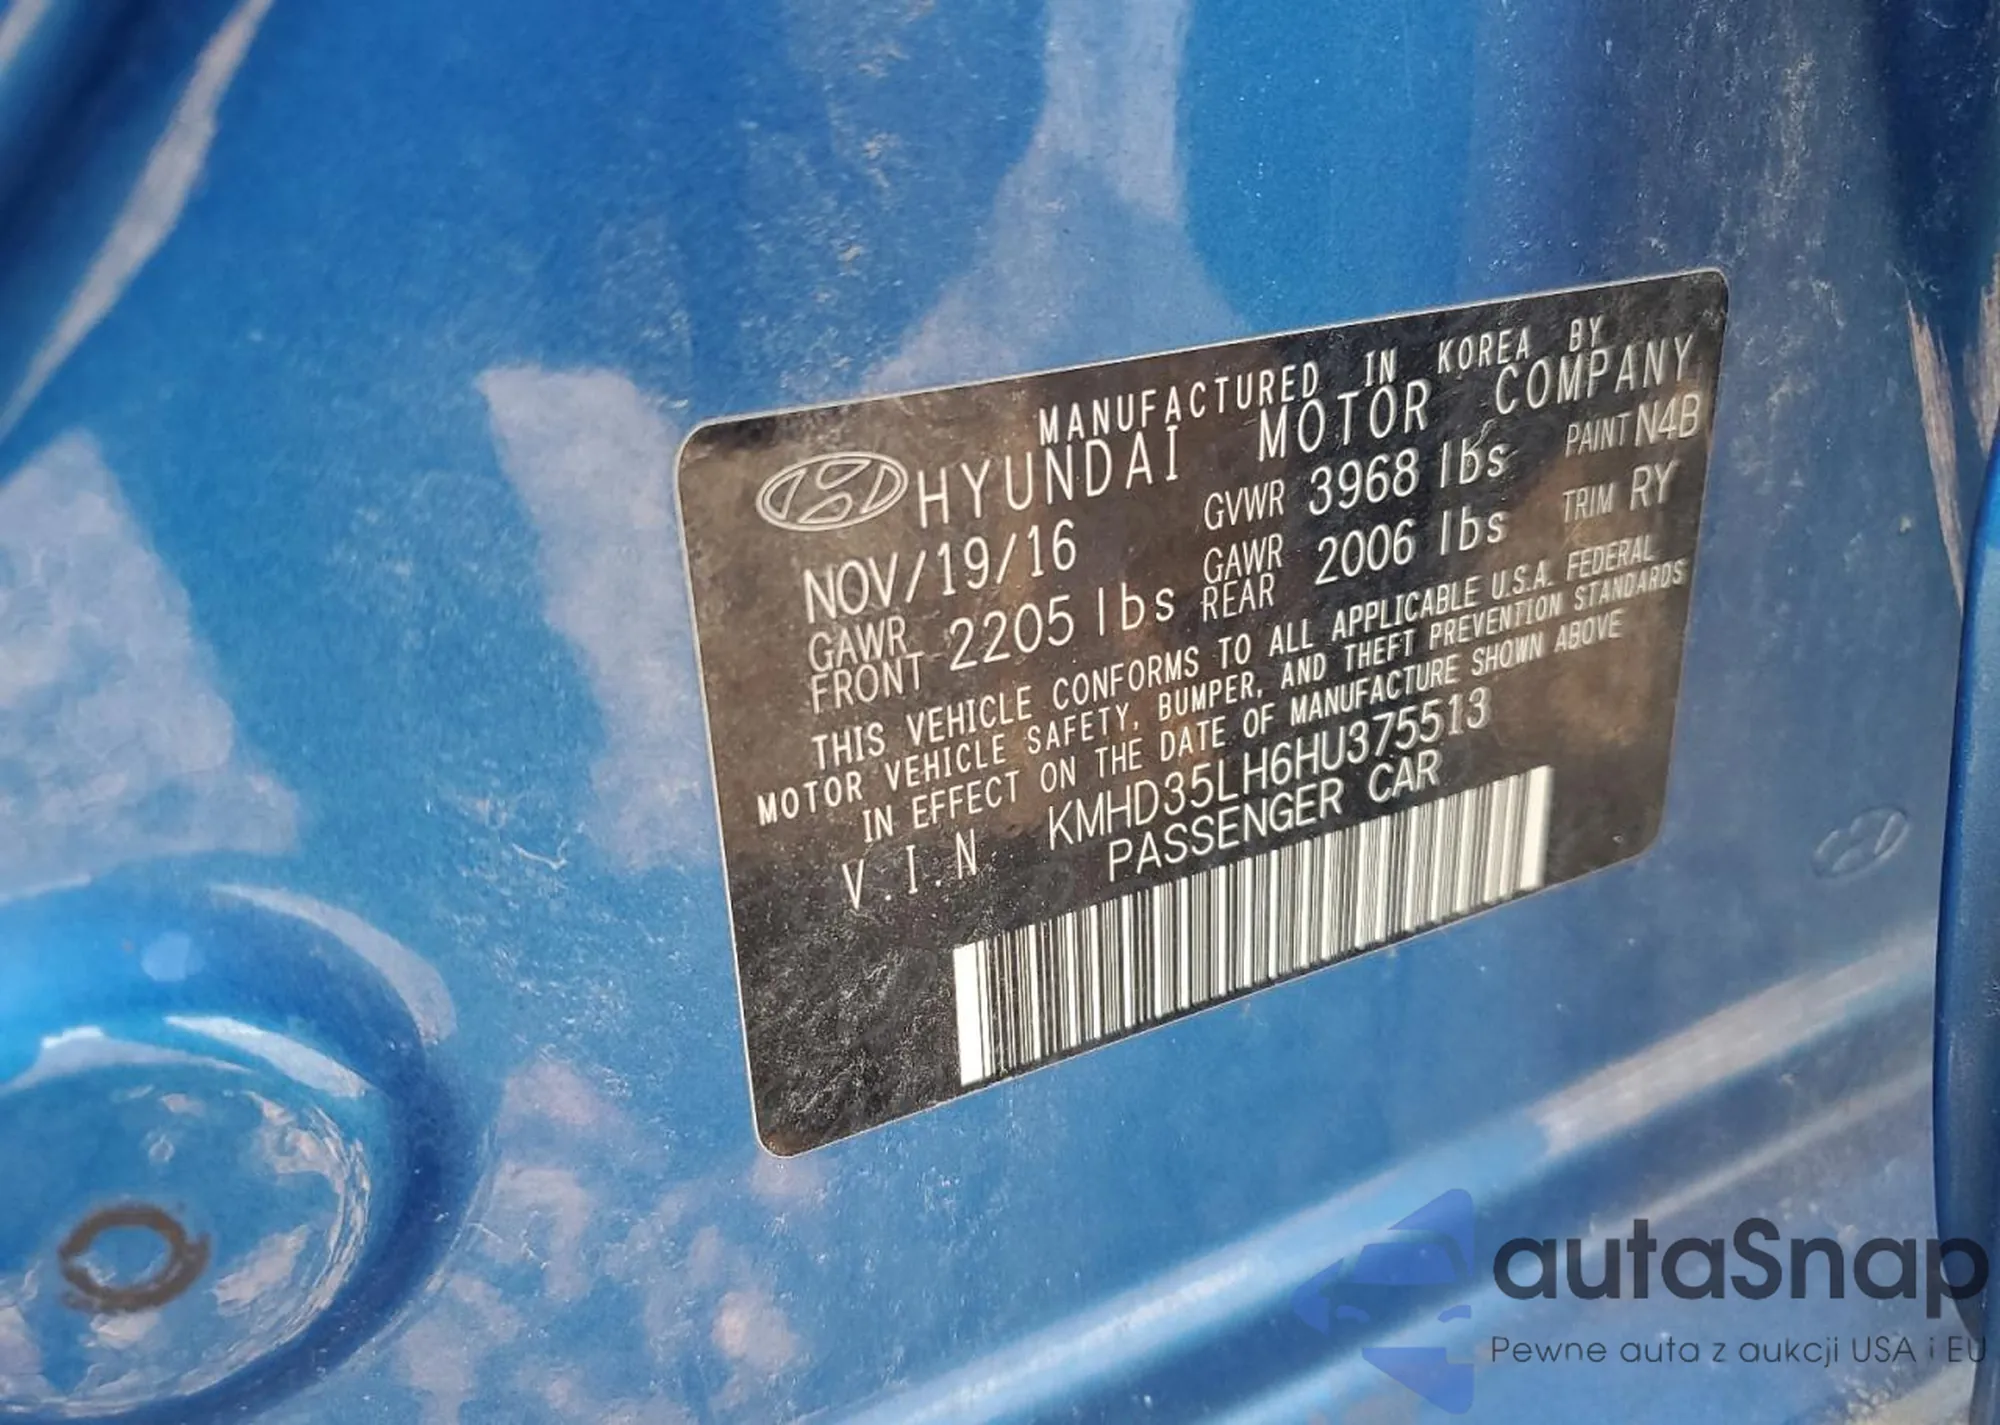 MANUFACTURED IN KOREA BY
HYUNDAI MOTOR COMPANY
NOV/19/16 GVWR 3968 lbs PAINT N4B
GAWR FRONT 2205 lbs GAWR REAR 2006 lbs TRIM RY
THIS VEHICLE CONFORMS TO ALL APPLICABLE U.S.A. FEDERAL
MOTOR VEHICLE SAFETY, BUMPER, AND THEFT PREVENTION STANDARDS
IN EFFECT ON THE DATE OF MANUFACTURE SHOWN ABOVE
V.I.N KMHD35LH6HU375513
PASSENGER CAR
autaSnap
Pewne auta z aukcji USA i EU